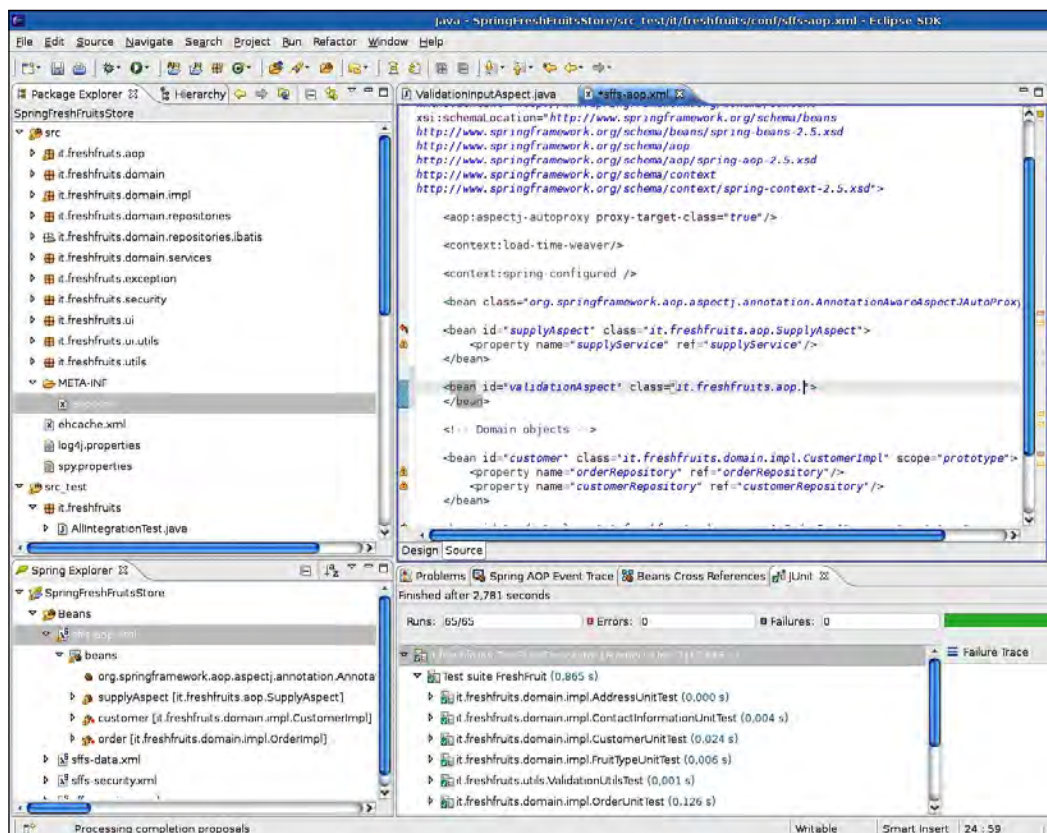 Java - SpringFreshFruitsStore/src_test/it/freshfruits/conf/sffs-aop.xml - Eclipse SDK
File Edit Source Navigate Search Project Run Refactor Window Help
Package Explorer Hierarchy
SpringFreshFruitsStore
src
it.freshfruits.aop
it.freshfruits.domain
it.freshfruits.domain.impl
it.freshfruits.domain.repositories
it.freshfruits.domain.repositories.ibatis
it.freshfruits.domain.services
it.freshfruits.exception
it.freshfruits.security
it.freshfruits.ui
it.freshfruits.ui.utils
it.freshfruits.utils
META-INF
ehcache.xml
log4j.properties
spy.properties
src_test
it.freshfruits
AllIntegrationTest.java
ValidationInputAspect.java *sffs-aop.xml
xsi:schemaLocation="http://www.springframework.org/schema/beans
http://www.springframework.org/schema/beans/spring-beans-2.5.xsd
http://www.springframework.org/schema/aop
http://www.springframework.org/schema/aop/spring-aop-2.5.xsd
http://www.springframework.org/schema/context
http://www.springframework.org/schema/context/spring-context-2.5.xsd">
<aop:aspectj-autoproxy proxy-target-class="true"/>
<context:load-time-weaver/>
<context:spring-configured />
<bean class="org.springframework.aop.aspectj.annotation.AnnotationAwareAspectJAutoProxy
<bean id="supplyAspect" class="it.freshfruits.aop.SupplyAspect">
<property name="supplyService" ref="supplyService"/>
</bean>
<bean id="validationAspect" class="it.freshfruits.aop.">
</bean>
<!-- Domain objects -->
<bean id="customer" class="it.freshfruits.domain.impl.CustomerImpl" scope="prototype">
<property name="orderRepository" ref="orderRepository"/>
<property name="customerRepository" ref="customerRepository"/>
</bean>
Design Source
Spring Explorer
SpringFreshFruitsStore
Beans
sffs-aop.xml
beans
org.springframework.aop.aspectj.annotation.Annota
supplyAspect [it.freshfruits.aop.SupplyAspect]
customer [it.freshfruits.domain.impl.CustomerImpl]
order [it.freshfruits.domain.impl.OrderImpl]
sffs-data.xml
sffs-security.xml
Problems Spring AOP Event Trace Beans Cross References JUnit
Finished after 2,781 seconds
Runs: 65/65 Errors: 0 Failures: 0
Failure Trace
Test suite FreshFruit (0,865 s)
it.freshfruits.domain.impl.AddressUnitTest (0,000 s)
it.freshfruits.domain.impl.ContactInformationUnitTest (0,004 s)
it.freshfruits.domain.impl.CustomerUnitTest (0,024 s)
it.freshfruits.domain.impl.FruitTypeUnitTest (0,006 s)
it.freshfruits.utils.ValidationUtilsTest (0,001 s)
it.freshfruits.domain.impl.OrderUnitTest (0,126 s)
Processing completion proposals Writable Smart Insert 24 : 59